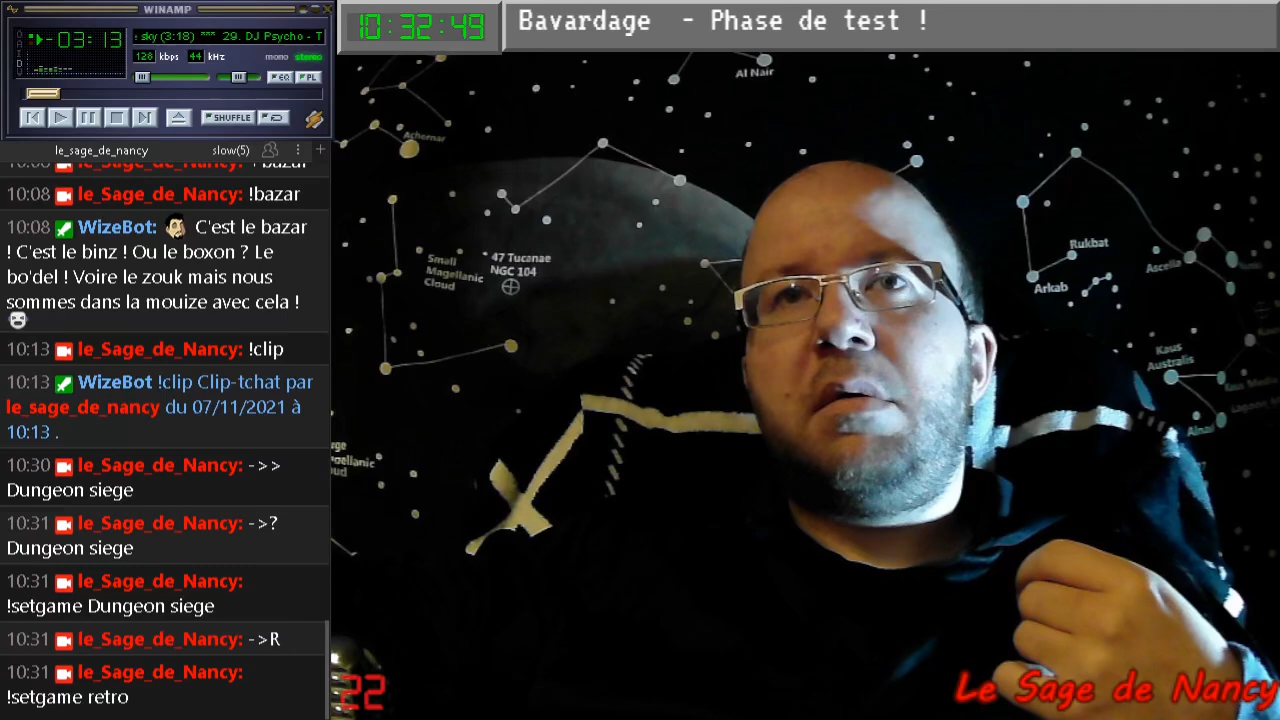 WINAMP
-03:13
: sky (3:18) *** 29. DJ Psycho - T
128 kbps 44 kHz mono stereo
EQ PL
SHUFFLE
le_sage_de_nancy slow(5)
le_Sage_de_Nancy:
10:08 le_Sage_de_Nancy: !bazar
10:08 WizeBot: C'est le bazar
! C'est le binz ! Ou le boxon ? Le
bo'del ! Voire le zouk mais nous
sommes dans la mouize avec cela !
10:13 le_Sage_de_Nancy: !clip
10:13 WizeBot !clip Clip-tchat par
le_sage_de_nancy du 07/11/2021 à
10:13 .
10:30 le_Sage_de_Nancy: ->>
Dungeon siege
10:31 le_Sage_de_Nancy: ->?
Dungeon siege
10:31 le_Sage_de_Nancy:
!setgame Dungeon siege
10:31 le_Sage_de_Nancy: ->R
10:31 le_Sage_de_Nancy:
!setgame retro
10:32:49
Bavardage - Phase de test !
Al Nair
Achernar
47 Tucanae
NGC 104
Small
Magellanic
Cloud
Rukbat
Arkab
Ascella
Kaus
Australis
22
Le Sage de Nancy